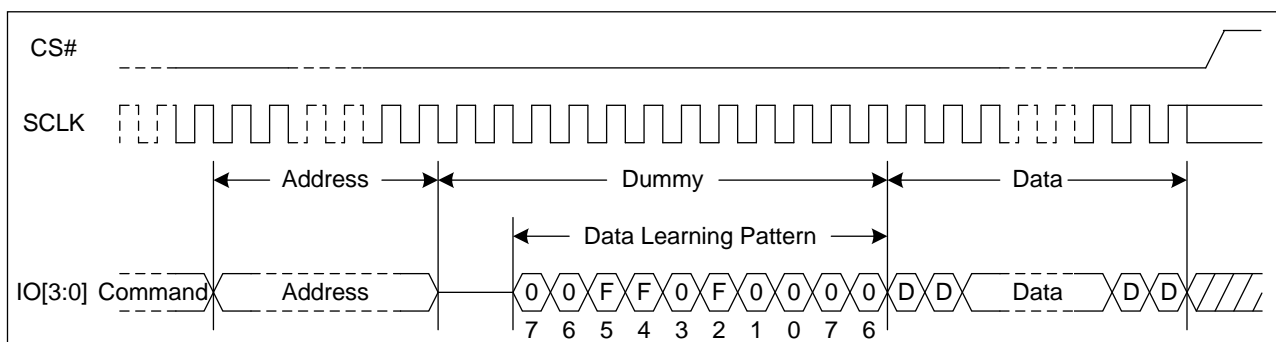 CS#
SCLK
Address Dummy Data
Data Learning Pattern
IO[3:0] Command Address 0 0 F F 0 F 0 0 0 0 D D Data D D
7 6 5 4 3 2 1 0 7 6